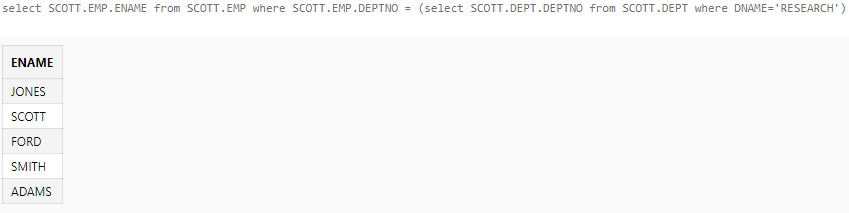 select SCOTT.EMP.ENAME from SCOTT.EMP where SCOTT.EMP.DEPTNO = (select SCOTT.DEPT.DEPTNO from SCOTT.DEPT where DNAME='RESEARCH')
ENAME
JONES
SCOTT
FORD
SMITH
ADAMS